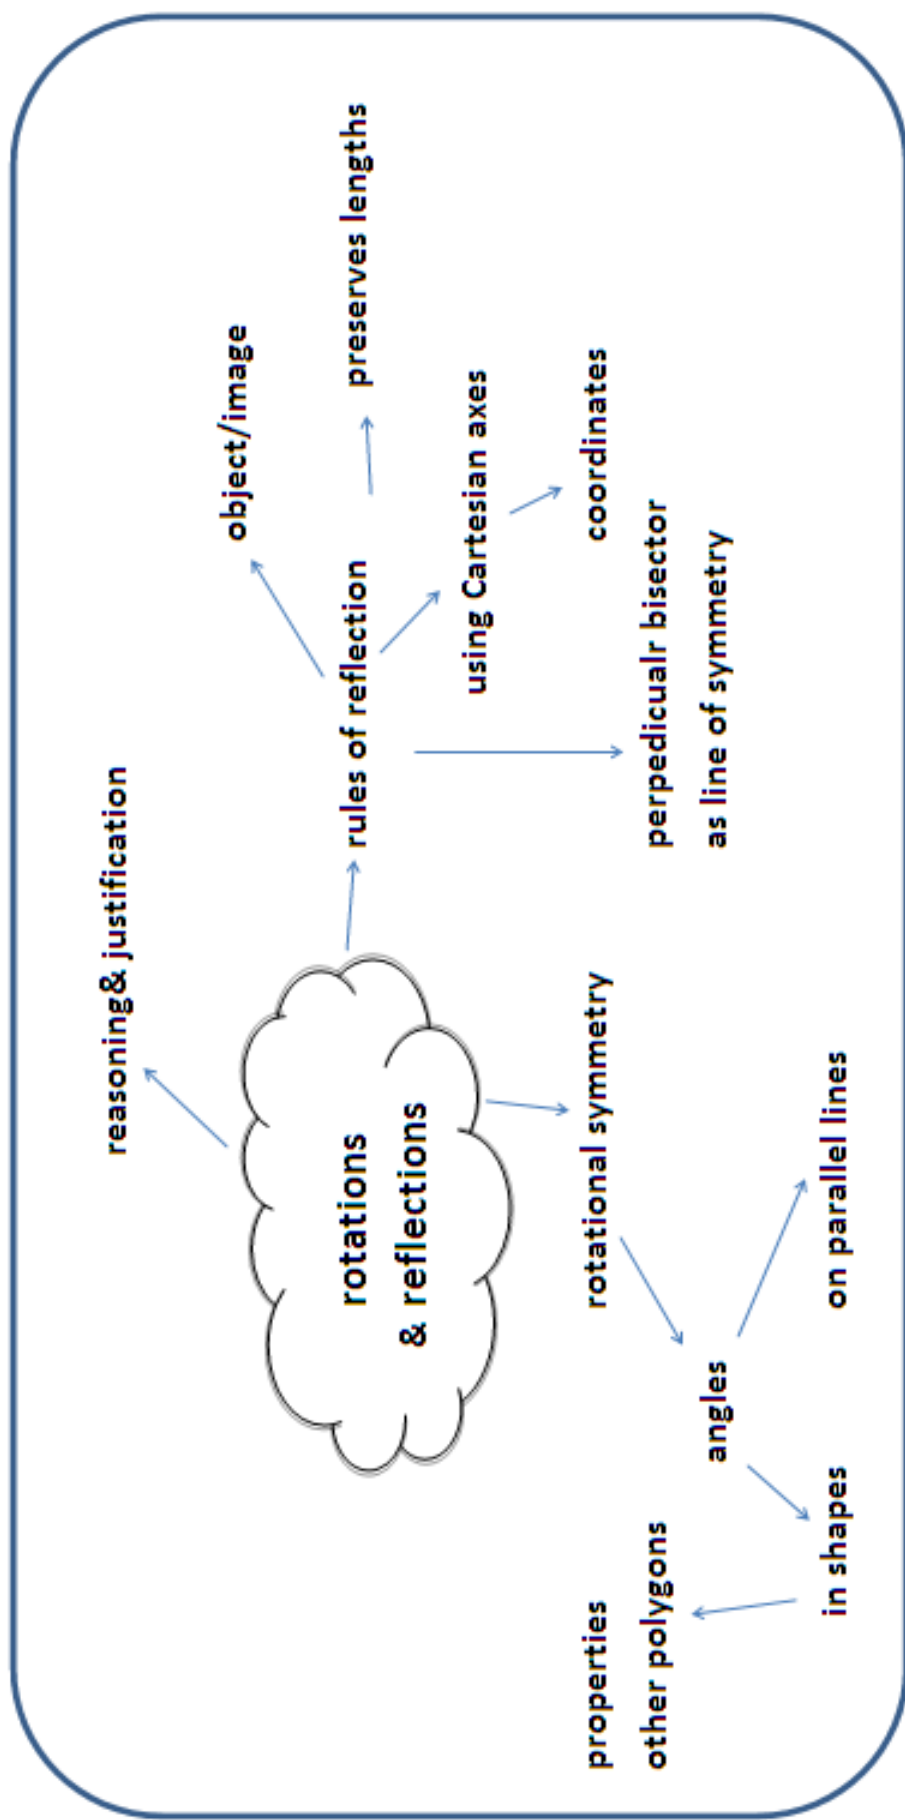 reasoning& justification
object/image
rotations
& reflections
rules of reflection
preserves lengths
using Cartesian axes
coordinates
rotational symmetry
perpedicualr bisector
as line of symmetry
angles
on parallel lines
in shapes
properties
other polygons